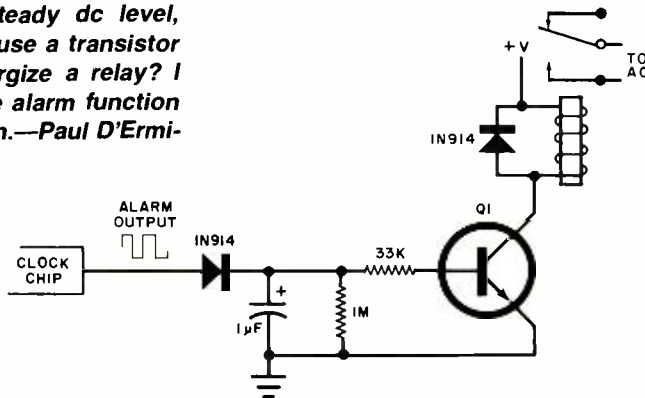 teady dc level,
use a transistor
rgize a relay? I
e alarm function
n.—Paul D'Ermi-
+V
TO
AC
IN914
Q1
ALARM
OUTPUT
IN914
33K
CLOCK
CHIP
1µF
+
1M